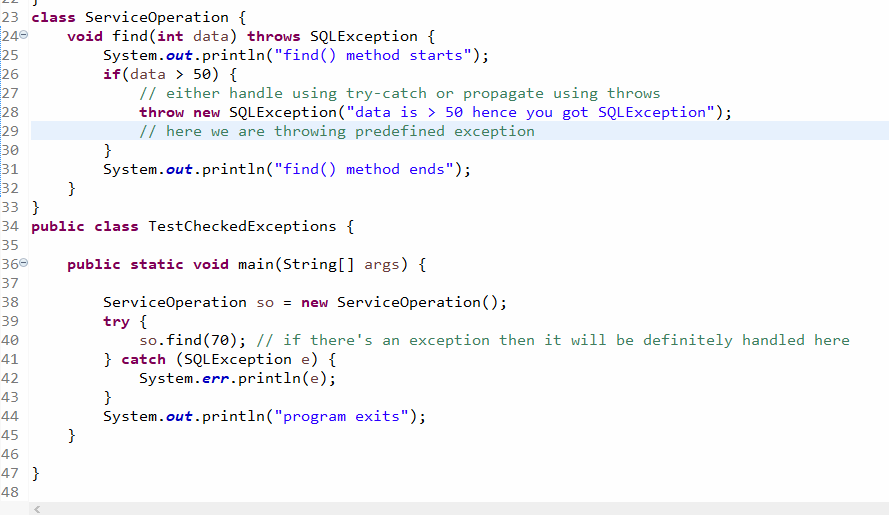 22 }
23 class ServiceOperation {
24 void find(int data) throws SQLException {
25 System.out.println("find() method starts");
26 if(data > 50) {
27 // either handle using try-catch or propagate using throws
28 throw new SQLException("data is > 50 hence you got SQLException");
29 // here we are throwing predefined exception
30 }
31 System.out.println("find() method ends");
32 }
33 }
34 public class TestCheckedExceptions {
35
36 public static void main(String[] args) {
37
38 ServiceOperation so = new ServiceOperation();
39 try {
40 so.find(70); // if there's an exception then it will be definitely handled here
41 } catch (SQLException e) {
42 System.err.println(e);
43 }
44 System.out.println("program exits");
45 }
46
47 }
48